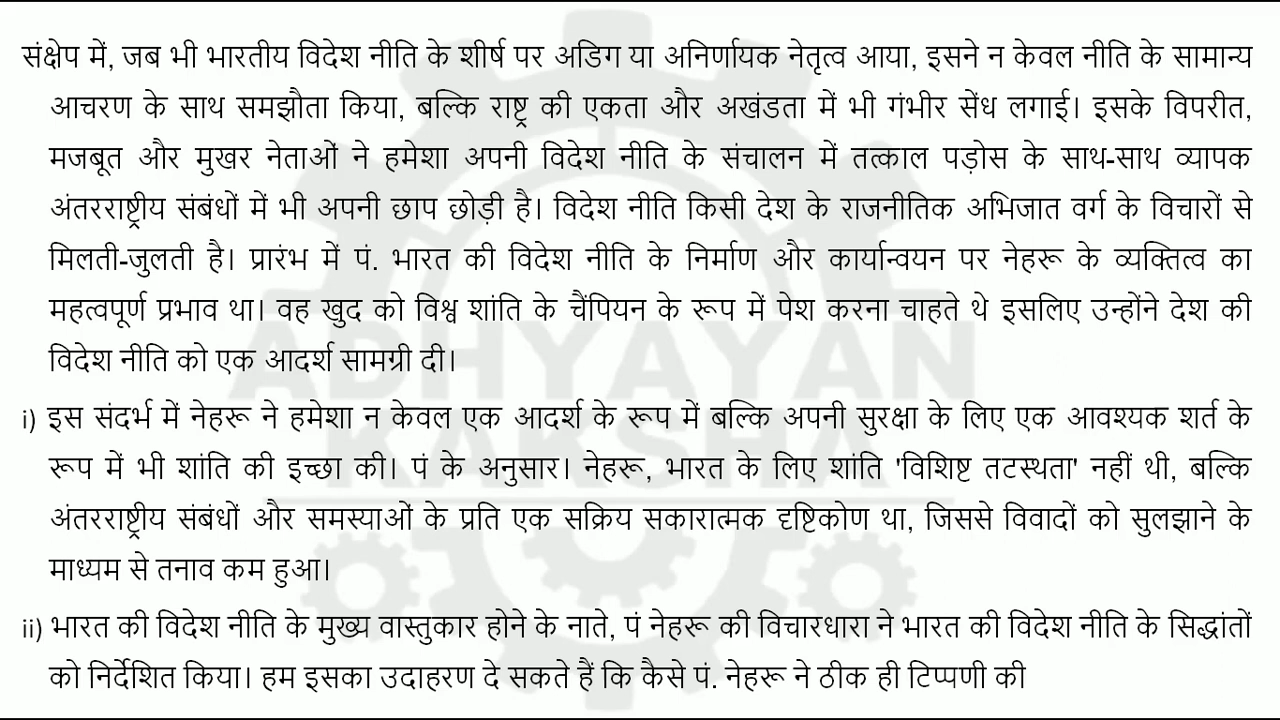 संक्षेप में, जब भी भारतीय विदेश नीति के शीर्ष पर अडिग या अनिर्णायक नेतृत्व आया, इसने न केवल नीति के सामान्य
आचरण के साथ समझौता किया, बल्कि राष्ट्र की एकता और अखंडता में भी गंभीर सेंध लगाई। इसके विपरीत,
मजबूत और मुखर नेताओं ने हमेशा अपनी विदेश नीति के संचालन में तत्काल पड़ोस के साथ-साथ व्यापक
अंतरराष्ट्रीय संबंधों में भी अपनी छाप छोड़ी है। विदेश नीति किसी देश के राजनीतिक अभिजात वर्ग के विचारों से
मिलती-जुलती है। प्रारंभ में पं. भारत की विदेश नीति के निर्माण और कार्यान्वयन पर नेहरू के व्यक्तित्व का
महत्वपूर्ण प्रभाव था। वह खुद को विश्व शांति के चैंपियन के रूप में पेश करना चाहते थे इसलिए उन्होंने देश की
विदेश नीति को एक आदर्श सामग्री दी।
i) इस संदर्भ में नेहरू ने हमेशा न केवल एक आदर्श के रूप में बल्कि अपनी सुरक्षा के लिए एक आवश्यक शर्त के
रूप में भी शांति की इच्छा की। पं के अनुसार। नेहरू, भारत के लिए शांति 'विशिष्ट तटस्थता' नहीं थी, बल्कि
अंतरराष्ट्रीय संबंधों और समस्याओं के प्रति एक सक्रिय सकारात्मक दृष्टिकोण था, जिससे विवादों को सुलझाने के
माध्यम से तनाव कम हुआ।
ii) भारत की विदेश नीति के मुख्य वास्तुकार होने के नाते, पं नेहरू की विचारधारा ने भारत की विदेश नीति के सिद्धांतों
को निर्देशित किया। हम इसका उदाहरण दे सकते हैं कि कैसे पं. नेहरू ने ठीक ही टिप्पणी की
ADHYAYAN
KAKSHA